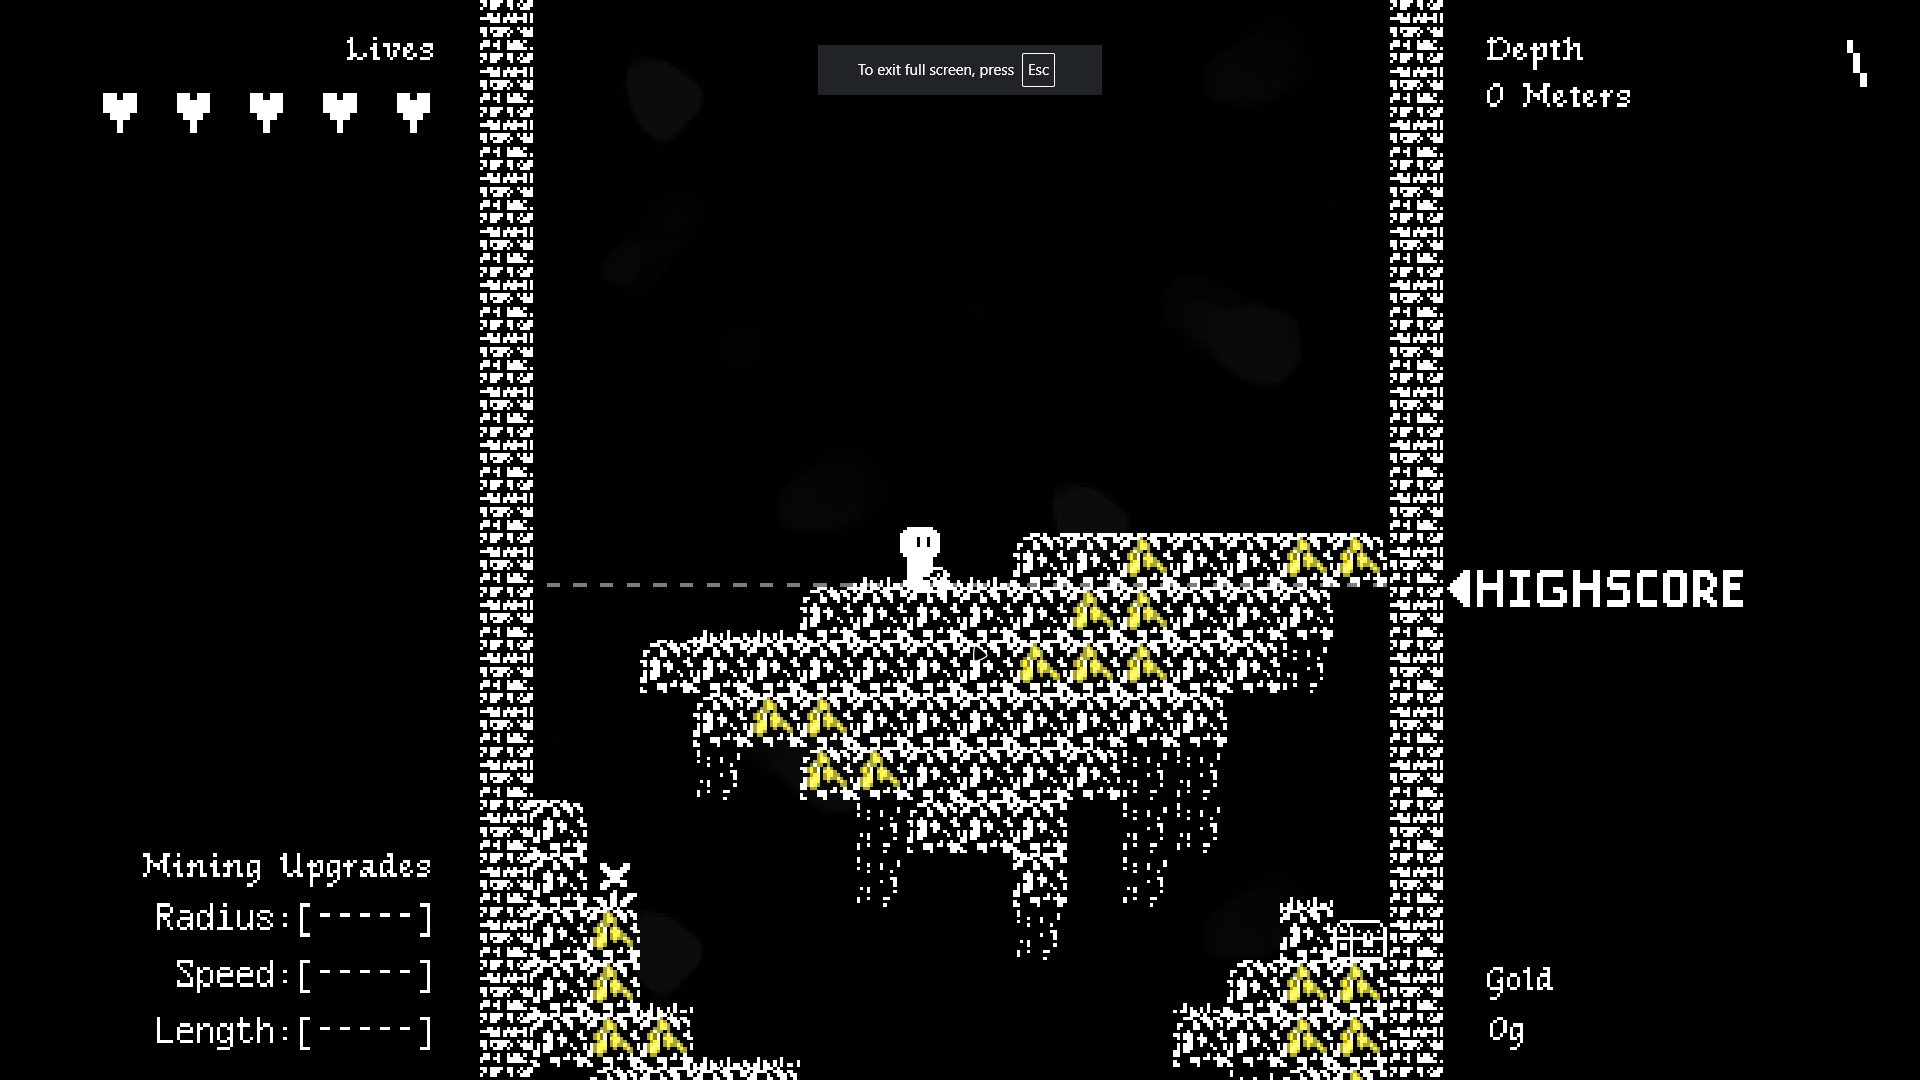 Lives
To exit full screen, press Esc
Depth
0 Meters
HIGHSCORE
Mining Upgrades
Radius:[-----]
Speed:[-----]
Length:[-----]
Gold
0g